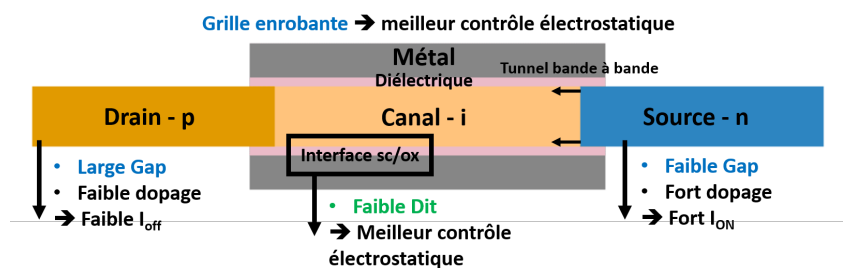 Grille enrobante ➔ meilleur contrôle électrostatique
Métal
Diélectrique
Tunnel bande à bande
Drain - p
Canal - i
Source - n
Interface sc/ox
• Large Gap
• Faible dopage
➔ Faible Ioff
• Faible Dit
➔ Meilleur contrôle
électrostatique
• Faible Gap
• Fort dopage
➔ Fort ION